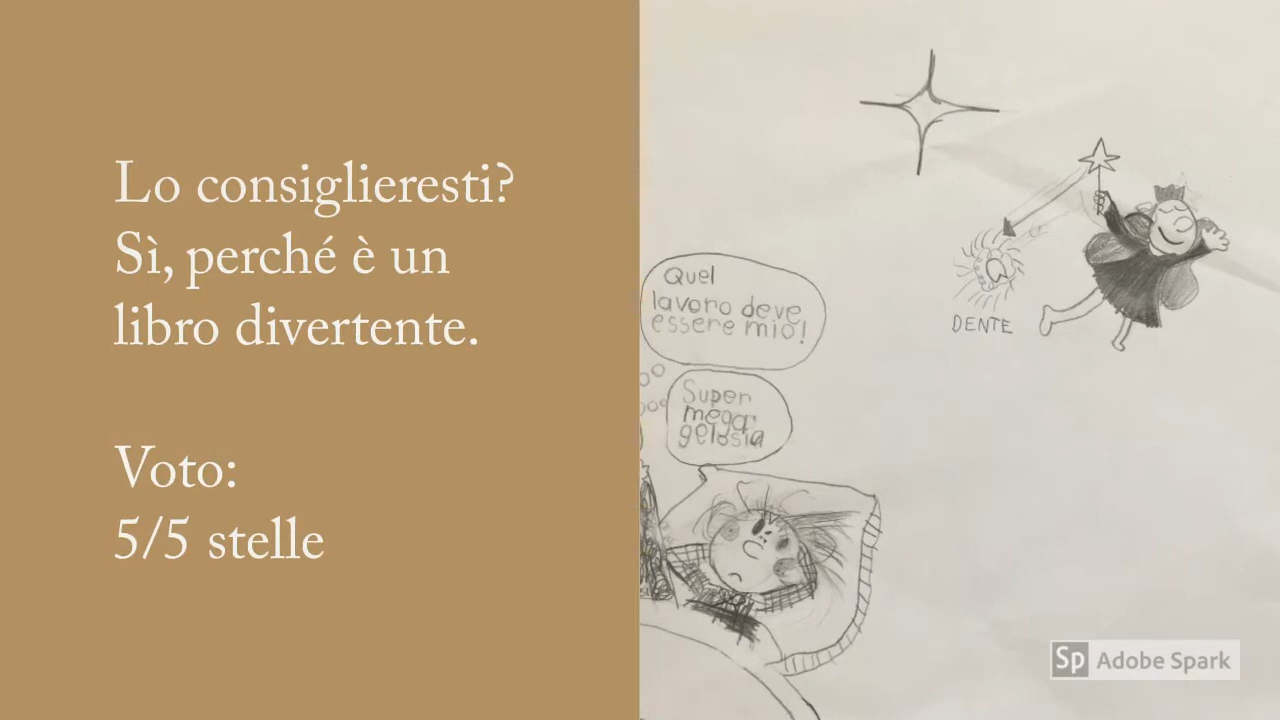 Lo consiglieresti?
Sì, perché è un
libro divertente.
Voto:
5/5 stelle
Quel
lavoro deve
essere mio!
Super
mega
gelosia
DENTE
Sp Adobe Spark